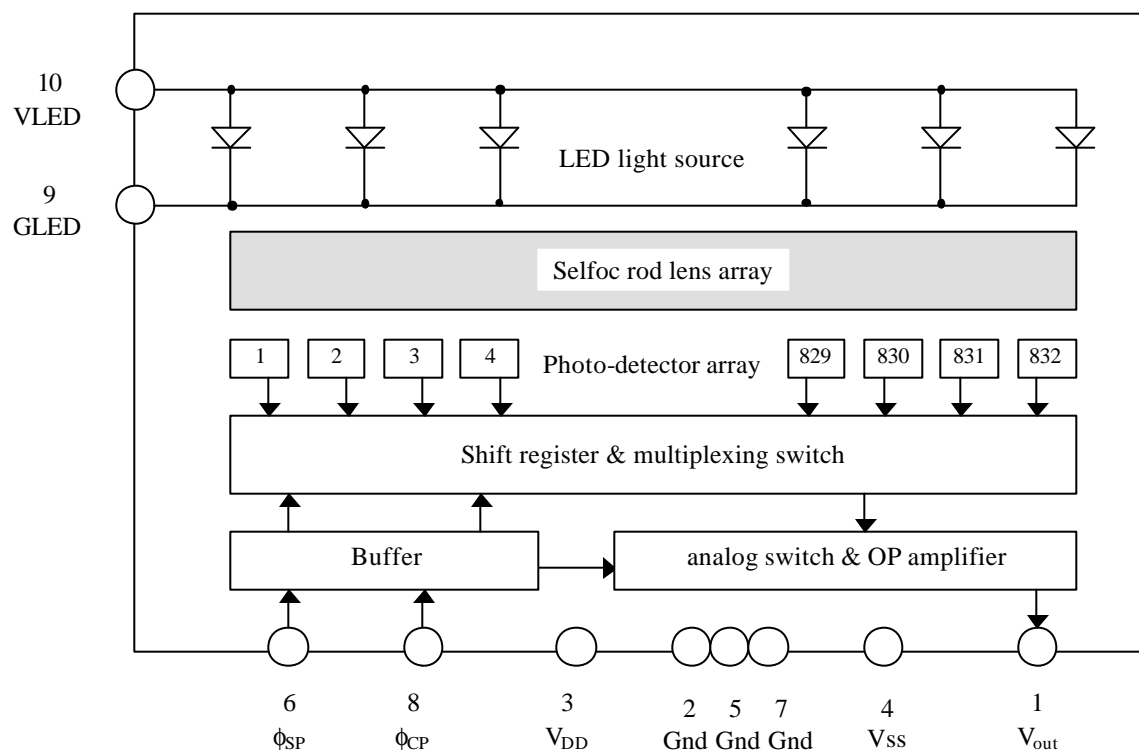 10
VLED
LED light source
9
GLED
Selfoc rod lens array
1 2 3 4 Photo-detector array 829 830 831 832
Shift register & multiplexing switch
Buffer
analog switch & OP amplifier
6 8 3 2 5 7 4 1
ϕSP ϕCP VDD Gnd Gnd Gnd VSS Vout